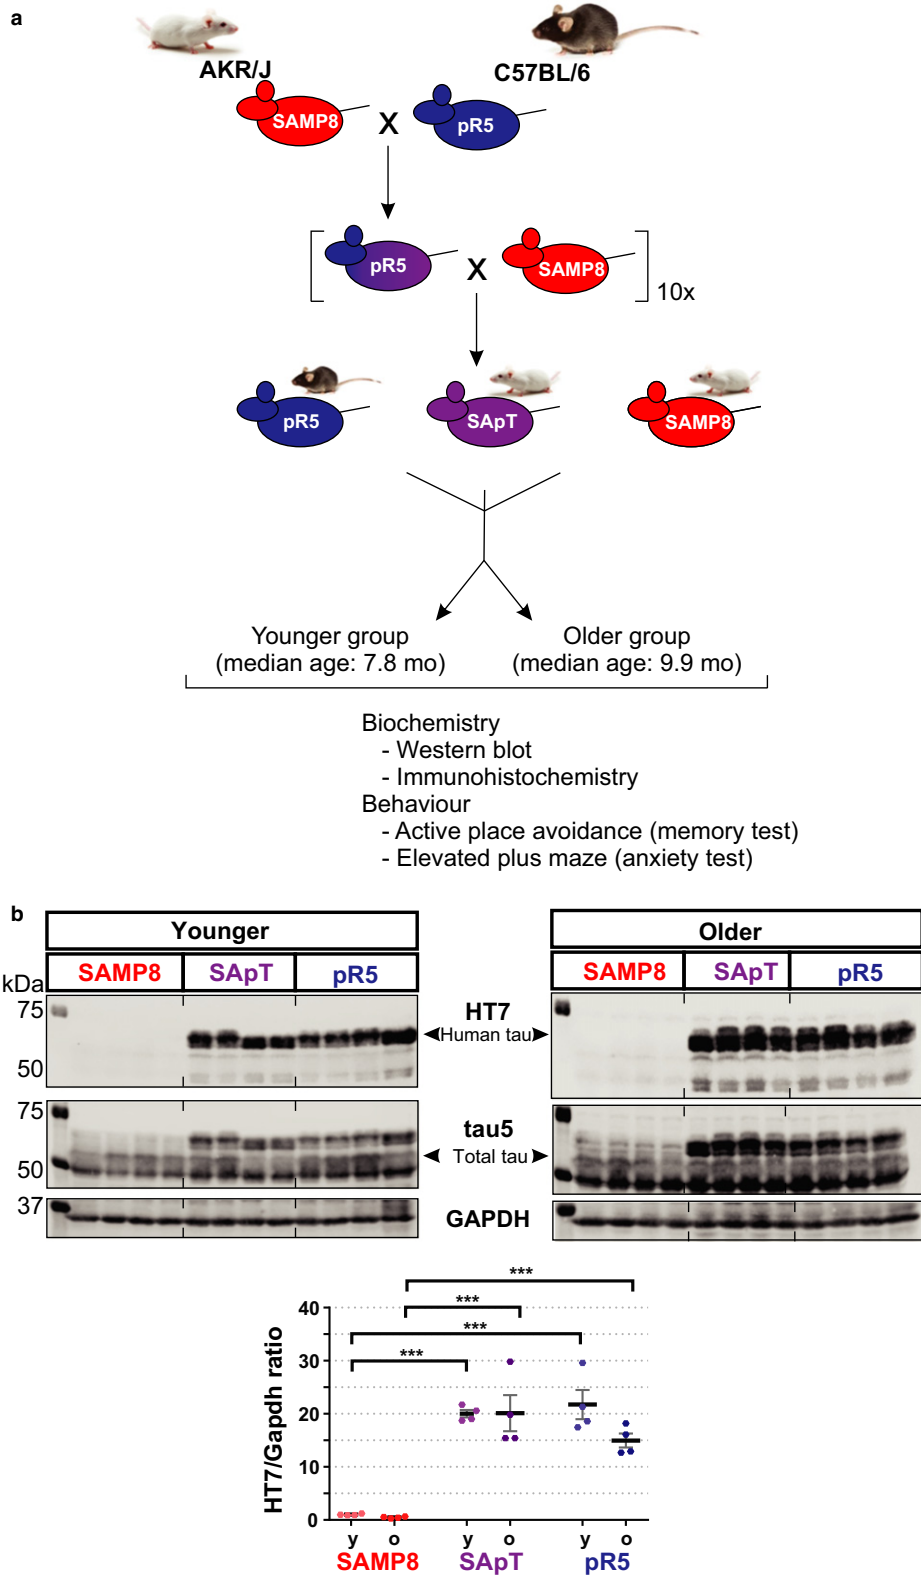 a
AKR/J
C57BL/6
SAMP8
X
pR5
pR5
X
SAMP8
10x
pR5
SApT
SAMP8
Younger group
(median age: 7.8 mo)
Older group
(median age: 9.9 mo)
Biochemistry
- Western blot
- Immunohistochemistry
Behaviour
- Active place avoidance (memory test)
- Elevated plus maze (anxiety test)
b
Younger
Older
kDa
SAMP8
SApT
pR5
SAMP8
SApT
pR5
75
50
HT7
Human tau
75
50
tau5
Total tau
37
GAPDH
***
***
***
***
HT7/Gapdh ratio
40
30
20
10
0
y
o
y
o
y
o
SAMP8
SApT
pR5